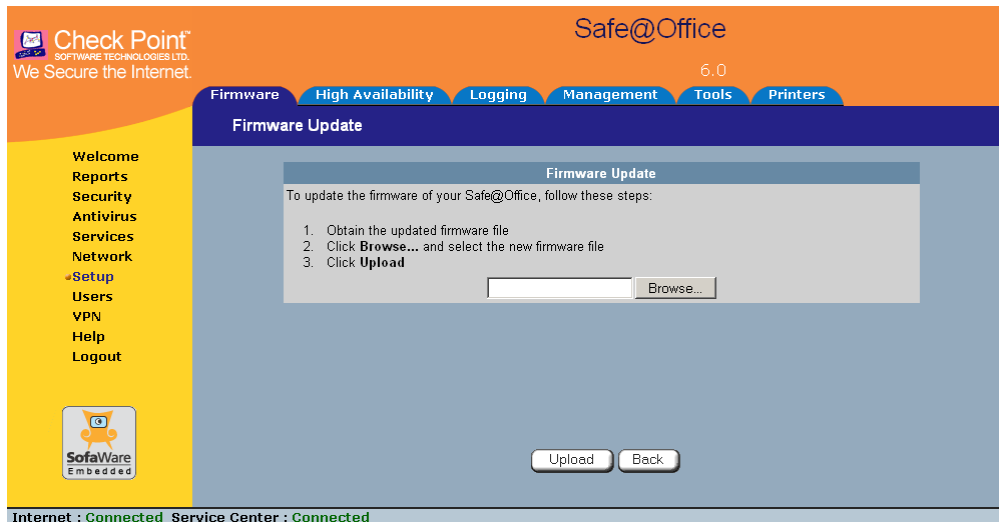 Check Point™
SOFTWARE TECHNOLOGIES LTD.
We Secure the Internet.
Safe@Office
6.0
Firmware High Availability Logging Management Tools Printers
Firmware Update
Welcome
Reports
Security
Antivirus
Services
Network
Setup
Users
VPN
Help
Logout
Firmware Update
To update the firmware of your Safe@Office, follow these steps:
1. Obtain the updated firmware file
2. Click Browse... and select the new firmware file
3. Click Upload
Browse...
SofaWare
Embedded
Upload Back
Internet : Connected Service Center : Connected